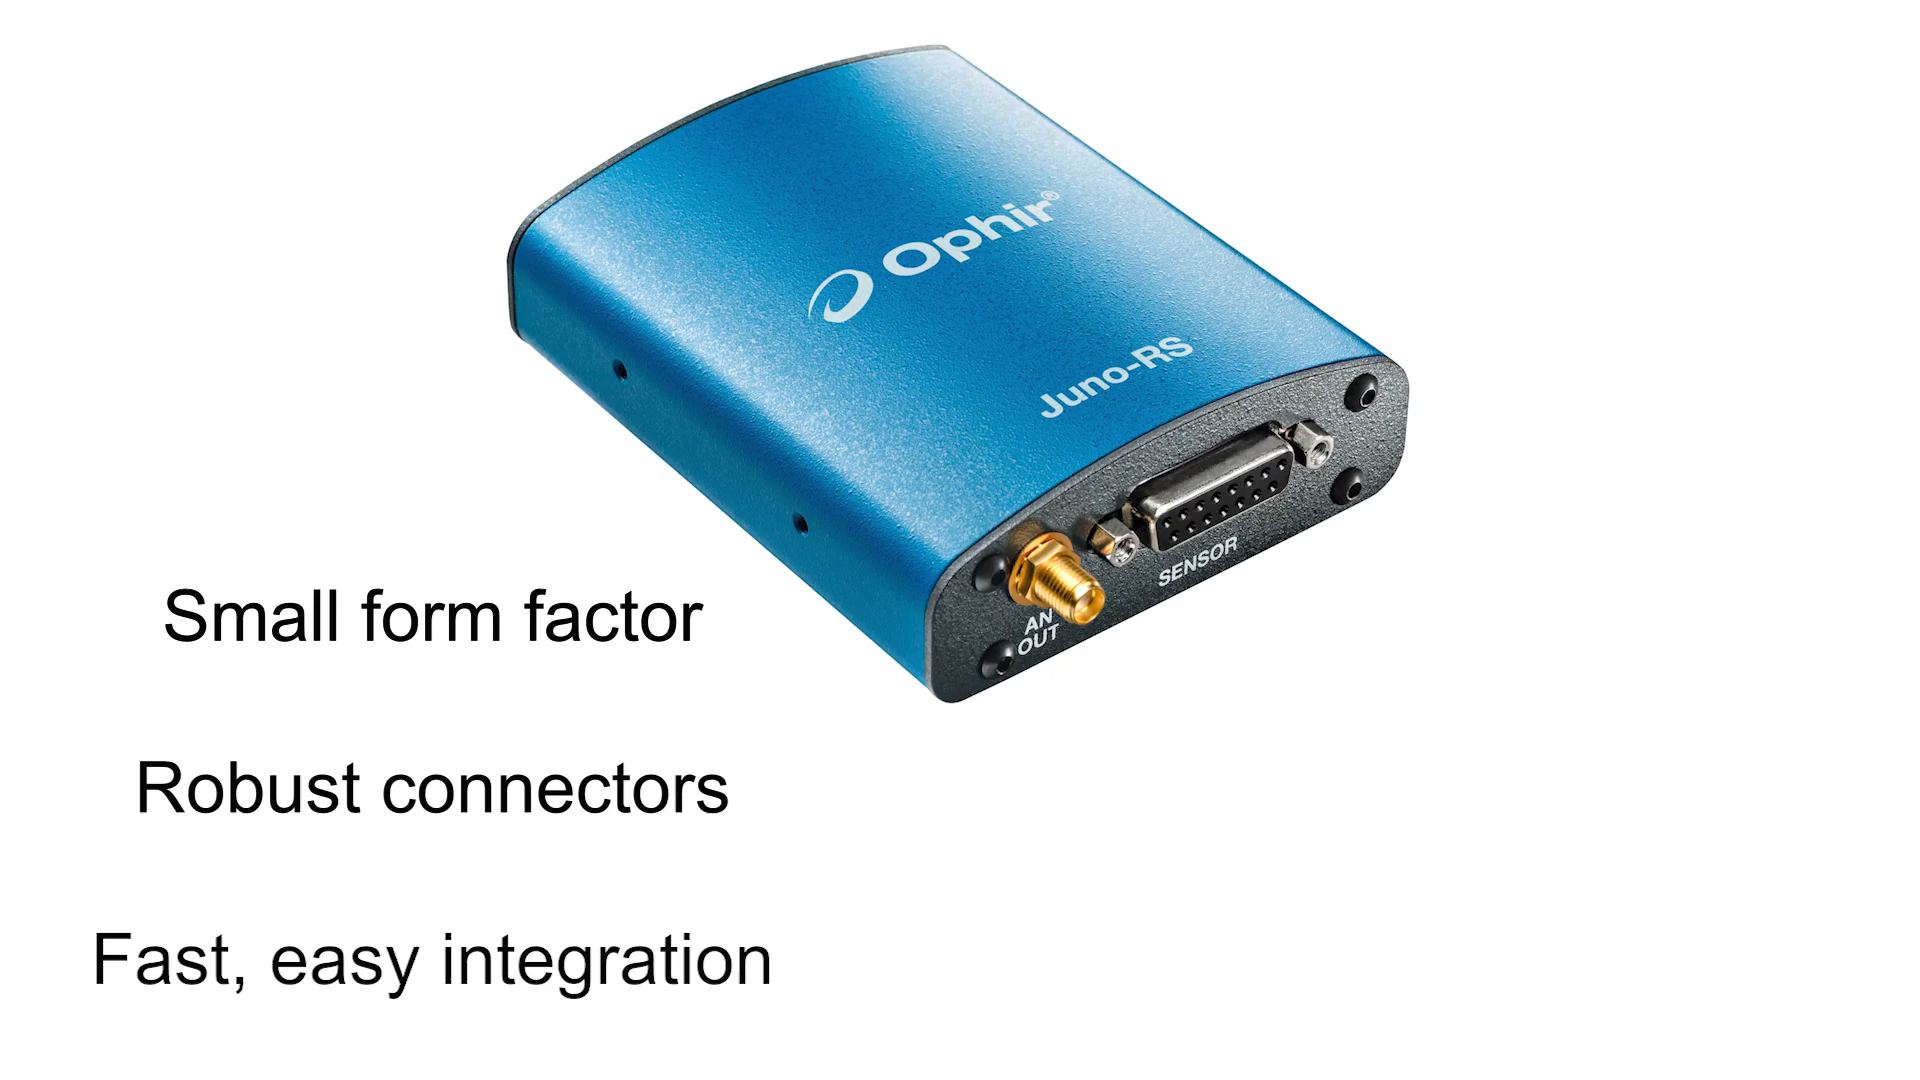 Ophir®
Juno-RS
SENSOR
AN
OUT
Small form factor
Robust connectors
Fast, easy integration